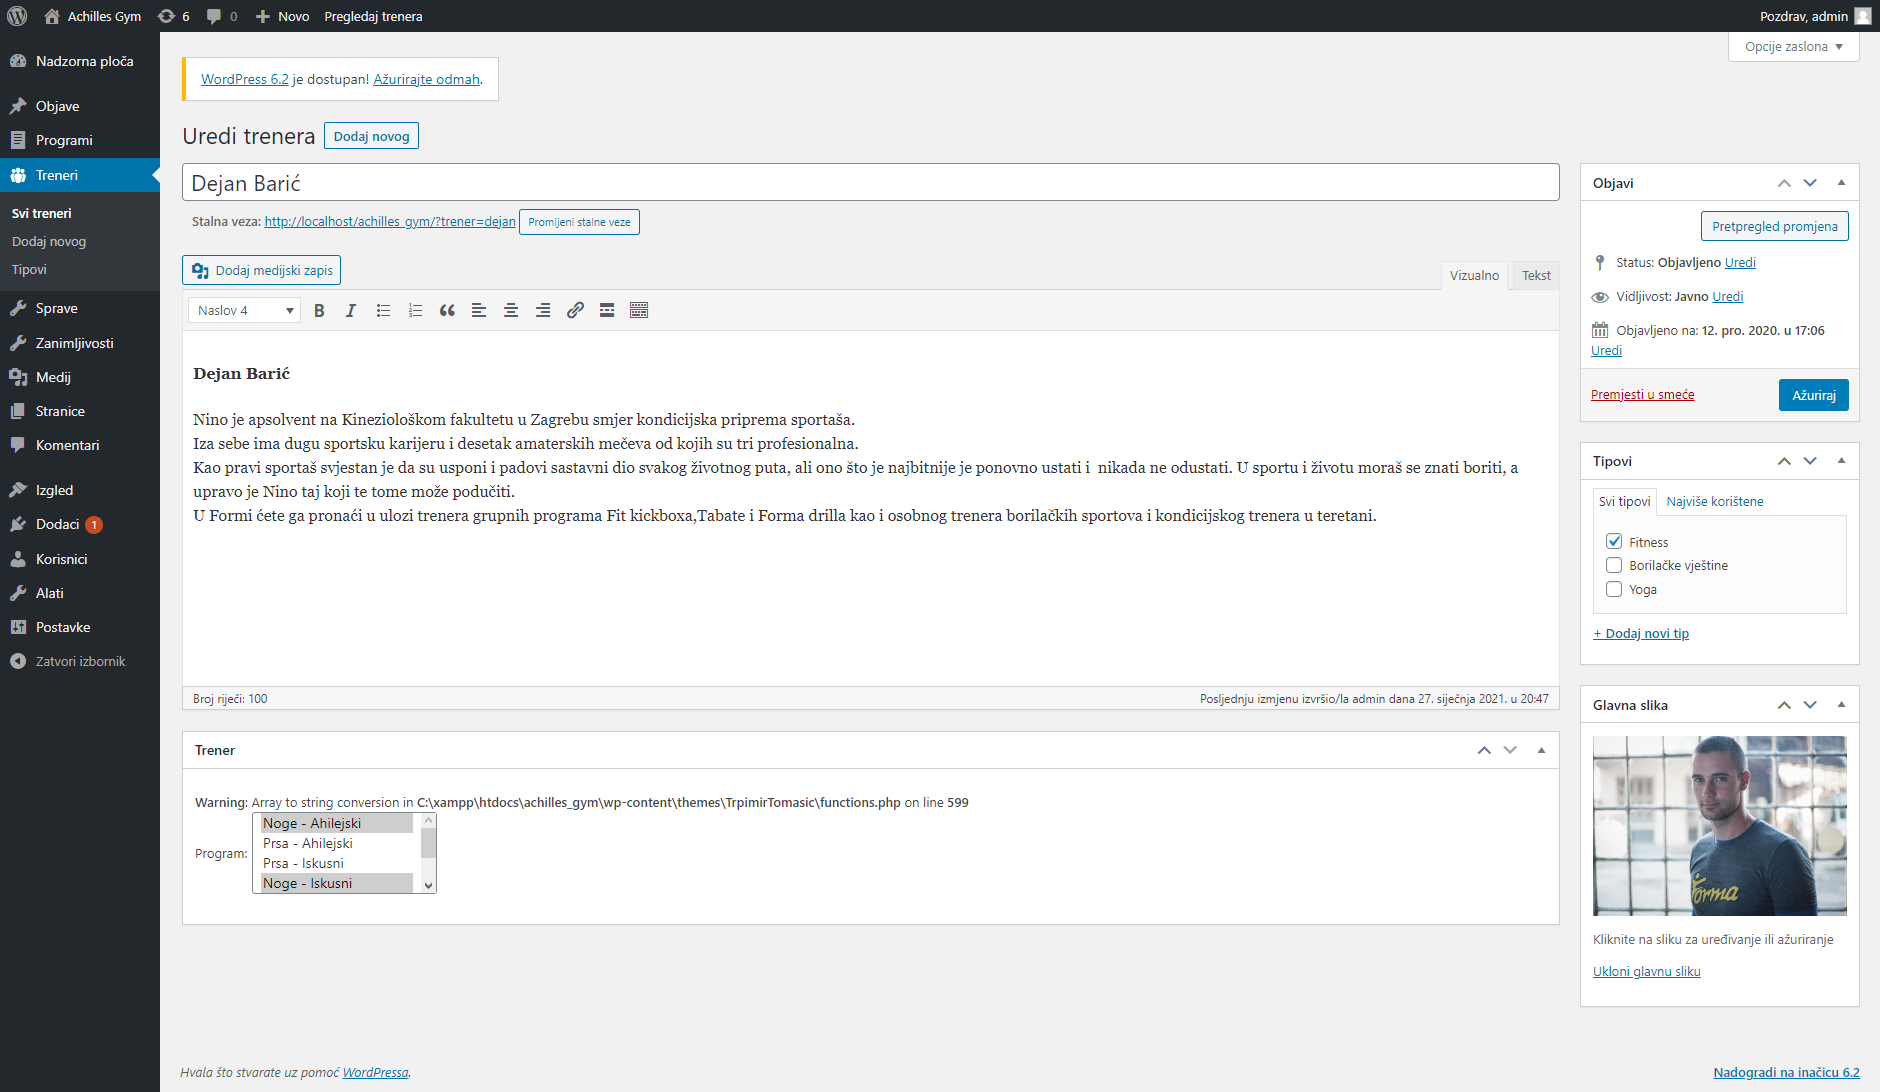 Achilles Gym 6 0 Novo Pregledaj trenera Pozdrav, admin
Opcije zaslona
Nadzorna ploča
Objave
Programi
Treneri
Svi treneri
Dodaj novog
Tipovi
Sprave
Zanimljivosti
Medij
Stranice
Komentari
Izgled
Dodaci 1
Korisnici
Alati
Postavke
Zatvori izbornik
WordPress 6.2 je dostupan! Ažurirajte odmah.
Uredi trenera Dodaj novog
Dejan Barić
Stalna veza: http://localhost/achilles_gym/?trener=dejan Promijeni stalne veze
Dodaj medijski zapis
Vizualno Tekst
Naslov 4
Dejan Barić
Nino je apsolvent na Kineziološkom fakultetu u Zagrebu smjer kondicijska priprema sportaša.
Iza sebe ima dugu sportsku karijeru i desetak amaterskih mečeva od kojih su tri profesionalna.
Kao pravi sportaš svjestan je da su usponi i padovi sastavni dio svakog životnog puta, ali ono što je najbitnije je ponovno ustati i  nikada ne odustati. U sportu i životu moraš se znati boriti, a
upravo je Nino taj koji te tome može podučiti.
U Formi ćete ga pronaći u ulozi trenera grupnih programa Fit kickboxa,Tabate i Forma drilla kao i osobnog trenera borilačkih sportova i kondicijskog trenera u teretani.
Broj riječi: 100 Posljednju izmjenu izvršio/la admin dana 27. siječnja 2021. u 20:47
Trener
Warning: Array to string conversion in C:\xampp\htdocs\achilles_gym\wp-content\themes\TrpimirTomasic\functions.php on line 599
Program:
Noge - Ahilejski
Prsa - Ahilejski
Prsa - Iskusni
Noge - Iskusni
Objavi
Pretpregled promjena
Status: Objavljeno Uredi
Vidljivost: Javno Uredi
Objavljeno na: 12. pro. 2020. u 17:06
Uredi
Premjesti u smeće Ažuriraj
Tipovi
Svi tipovi Najviše korištene
Fitness
Borilačke vještine
Yoga
+ Dodaj novi tip
Glavna slika
Forma
Kliknite na sliku za uređivanje ili ažuriranje
Ukloni glavnu sliku
Hvala što stvarate uz pomoć WordPressa.
Nadogradi na inačicu 6.2